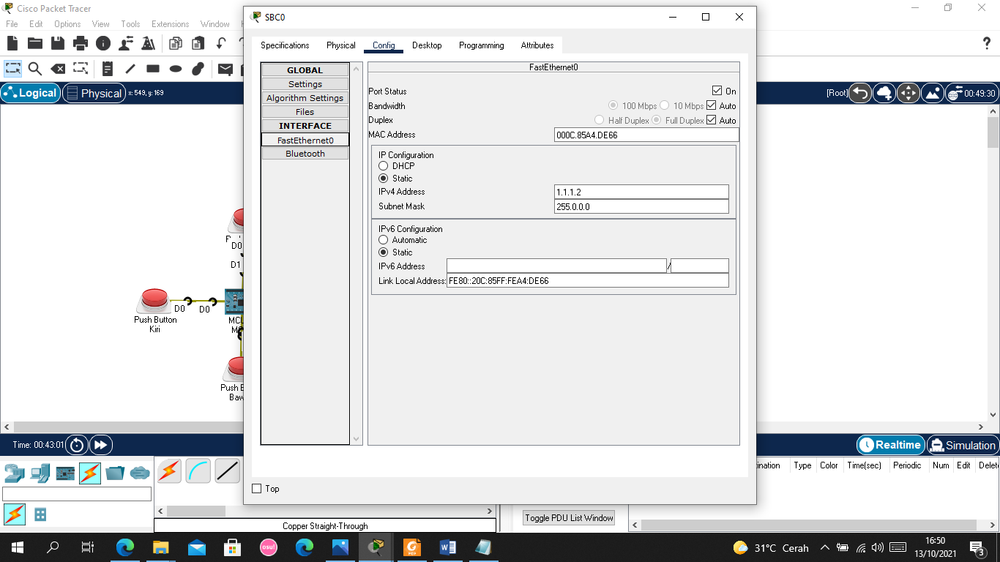 Cisco Packet Tracer
SBC0
File Edit Options View Tools Extensions Window
Specifications Physical Config Desktop Programming Attributes
Logical Physical x: 549, y: 169
[Root] 00:49:30
GLOBAL
Settings
Algorithm Settings
Files
INTERFACE
FastEthernet0
Bluetooth
FastEthernet0
Port Status On
Bandwidth 100 Mbps 10 Mbps Auto
Duplex Half Duplex Full Duplex Auto
MAC Address 000C.85A4.DE66
IP Configuration
DHCP
Static
IPv4 Address 1.1.1.2
Subnet Mask 255.0.0.0
IPv6 Configuration
Automatic
Static
IPv6 Address /
Link Local Address: FE80::20C:85FF:FEA4:DE66
D0
D1
D0 D0
Push Button
Kiri
Push B
Baw
Time: 00:43:01
Realtime Simulation
Type Color Time(sec) Periodic Num Edit Delet
Top
Toggle PDU List Window
Copper Straight-Through
osu!
31°C Cerah
16:50
13/10/2021
3